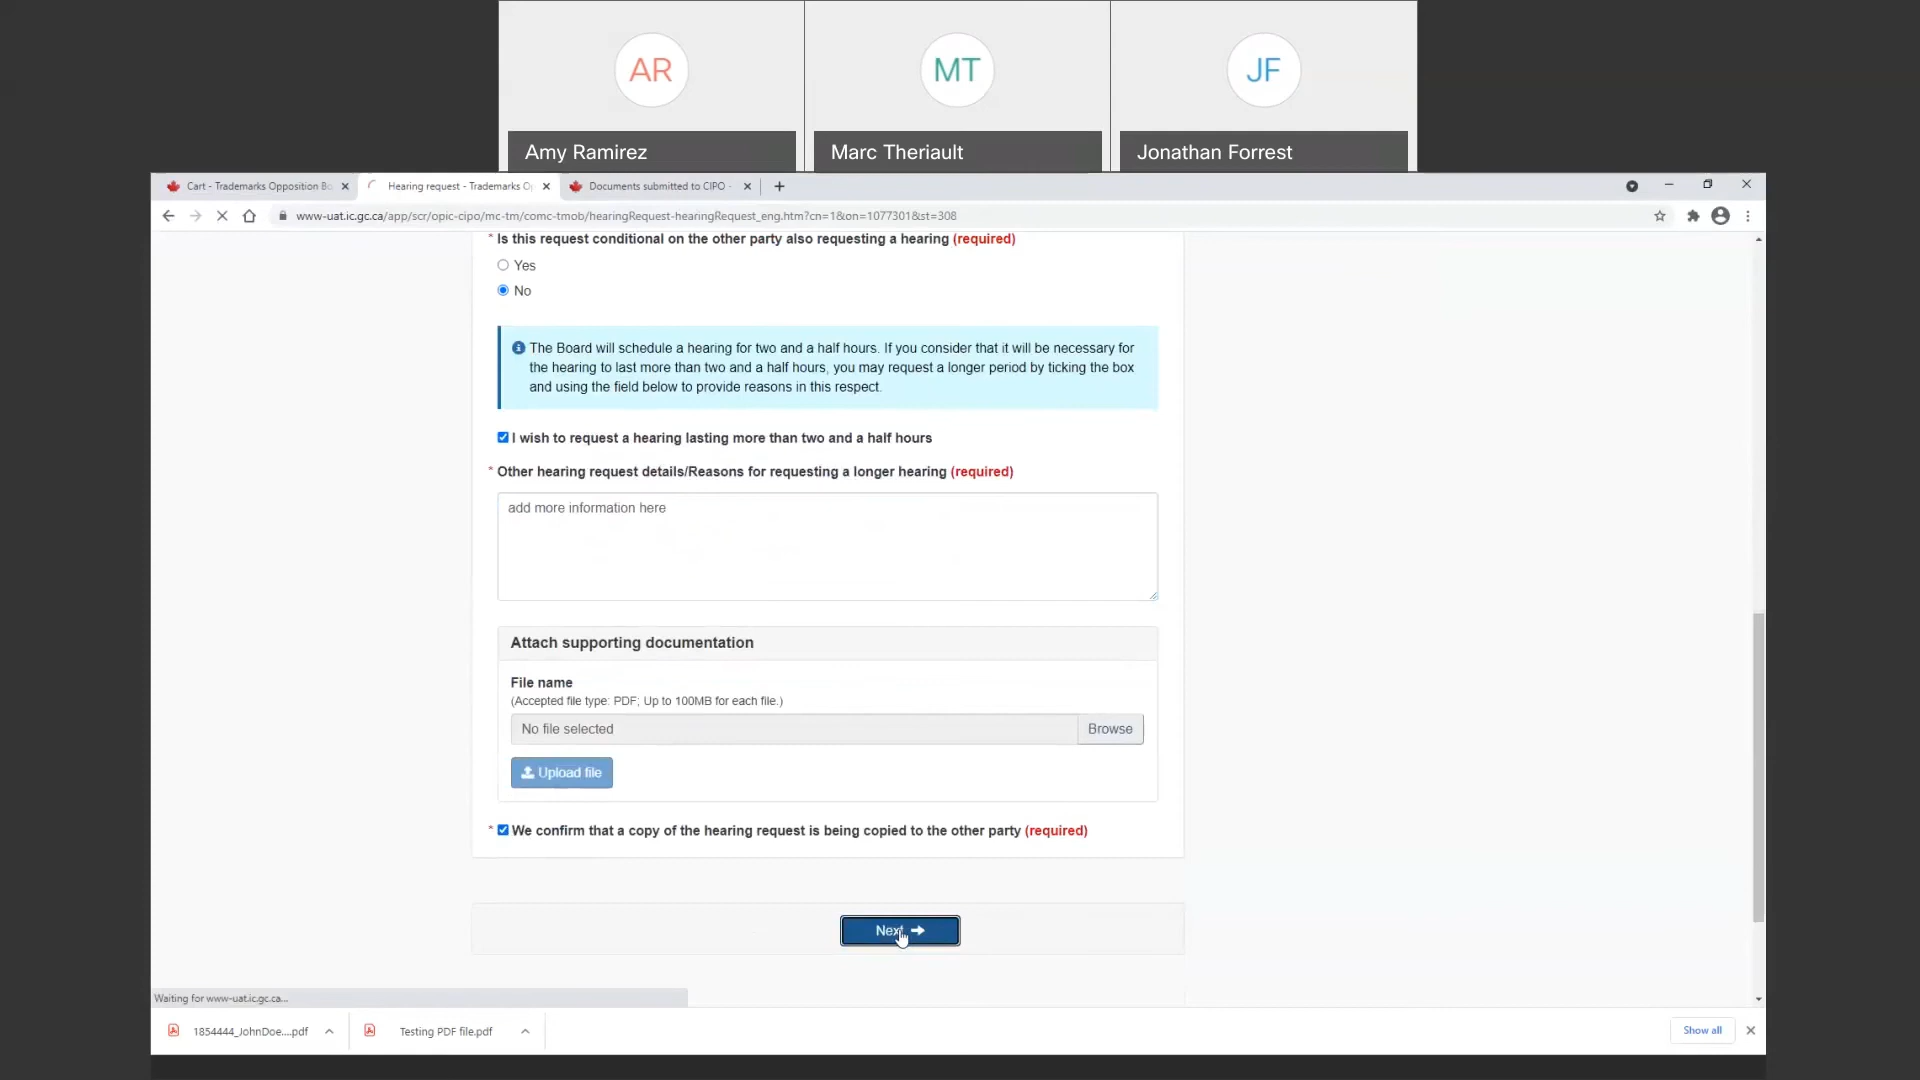 AR
MT
JF
Amy Ramirez
Marc Theriault
Jonathan Forrest
Cart - Trademarks Opposition Bo
Hearing request - Trademarks O
Documents submitted to CIPO -
www-uat.ic.gc.ca/app/scr/opic-cipo/mc-tm/comc-tmob/hearingRequest-hearingRequest_eng.htm?cn=1&on=1077301&st=308
* Is this request conditional on the other party also requesting a hearing (required)
Yes
No
The Board will schedule a hearing for two and a half hours. If you consider that it will be necessary for
the hearing to last more than two and a half hours, you may request a longer period by ticking the box
and using the field below to provide reasons in this respect.
I wish to request a hearing lasting more than two and a half hours
* Other hearing request details/Reasons for requesting a longer hearing (required)
add more information here
Attach supporting documentation
File name
(Accepted file type: PDF; Up to 100MB for each file.)
No file selected
Browse
Upload file
* We confirm that a copy of the hearing request is being copied to the other party (required)
Next
Waiting for www-uat.ic.gc.ca...
1854444_JohnDoe....pdf
Testing PDF file.pdf
Show all